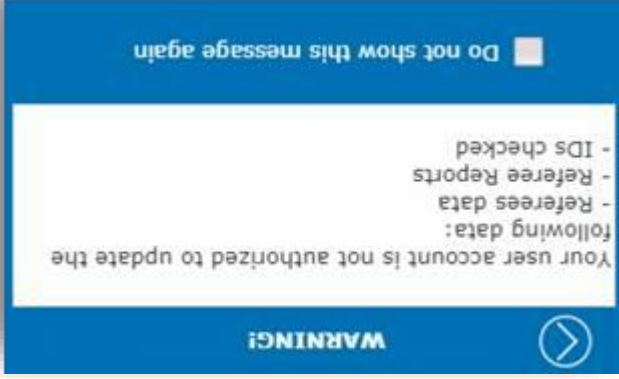 WARNING!
Your user account is not authorized to update the
following data:
- Referees data
- Referee Reports
- IDs checked
Do not show this message again